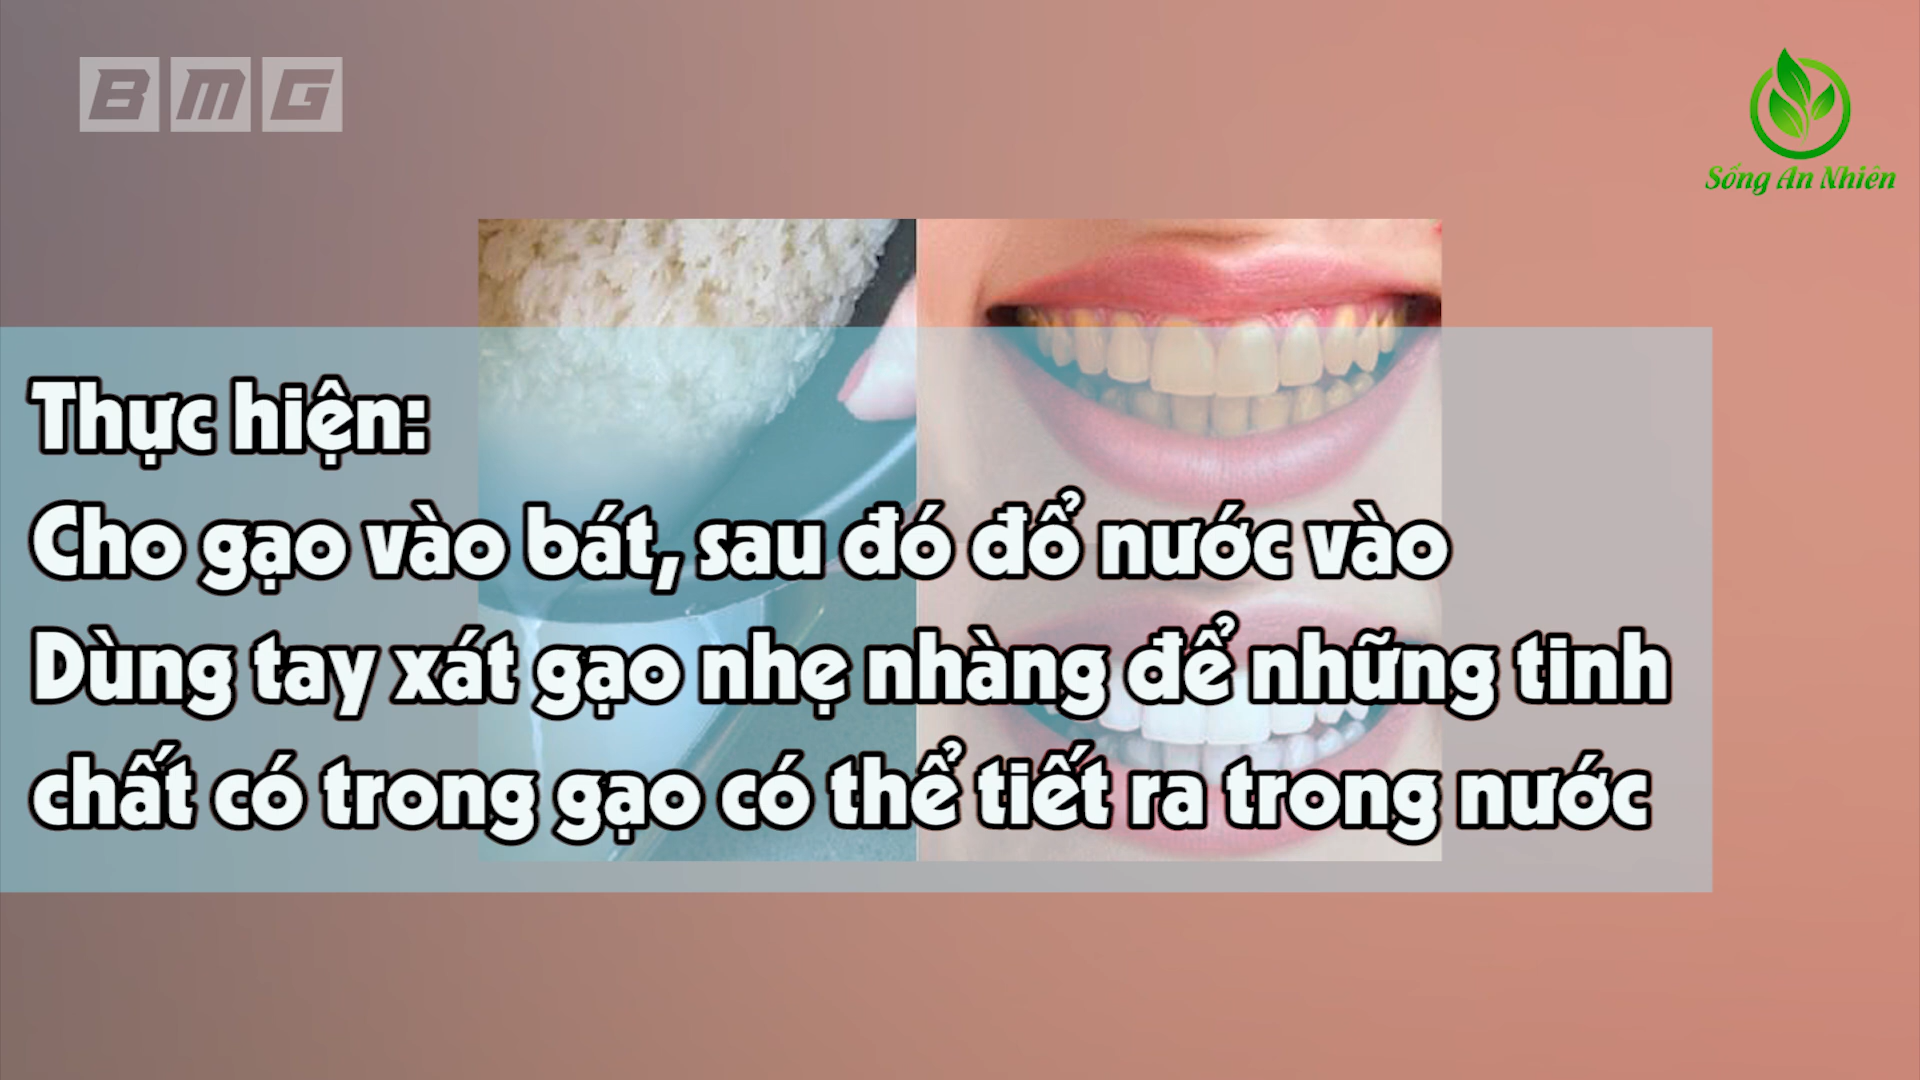 BMG
Sống An Nhiên
Thực hiện:
Cho gạo vào bát, sau đó đổ nước vào
Dùng tay xát gạo nhẹ nhàng để những tinh
chất có trong gạo có thể tiết ra trong nước